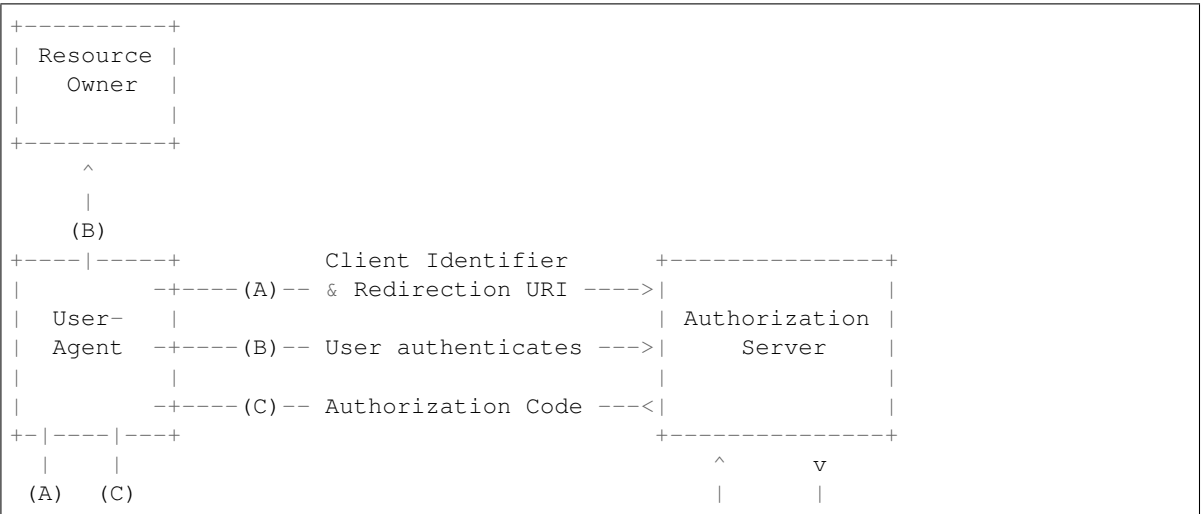 +----------+
| Resource |
|   Owner  |
|          |
+----------+
     ^
     |
    (B)
+----|-----+          Client Identifier      +---------------+
|         -+----(A)-- & Redirection URI ---->|               |
|  User-   |                                 | Authorization |
|  Agent  -+----(B)-- User authenticates --->|     Server    |
|          |                                 |               |
|         -+----(C)-- Authorization Code ---<|               |
+-|----|---+                                 +---------------+
  |    |                                         ^      v
 (A)  (C)                                        |      |